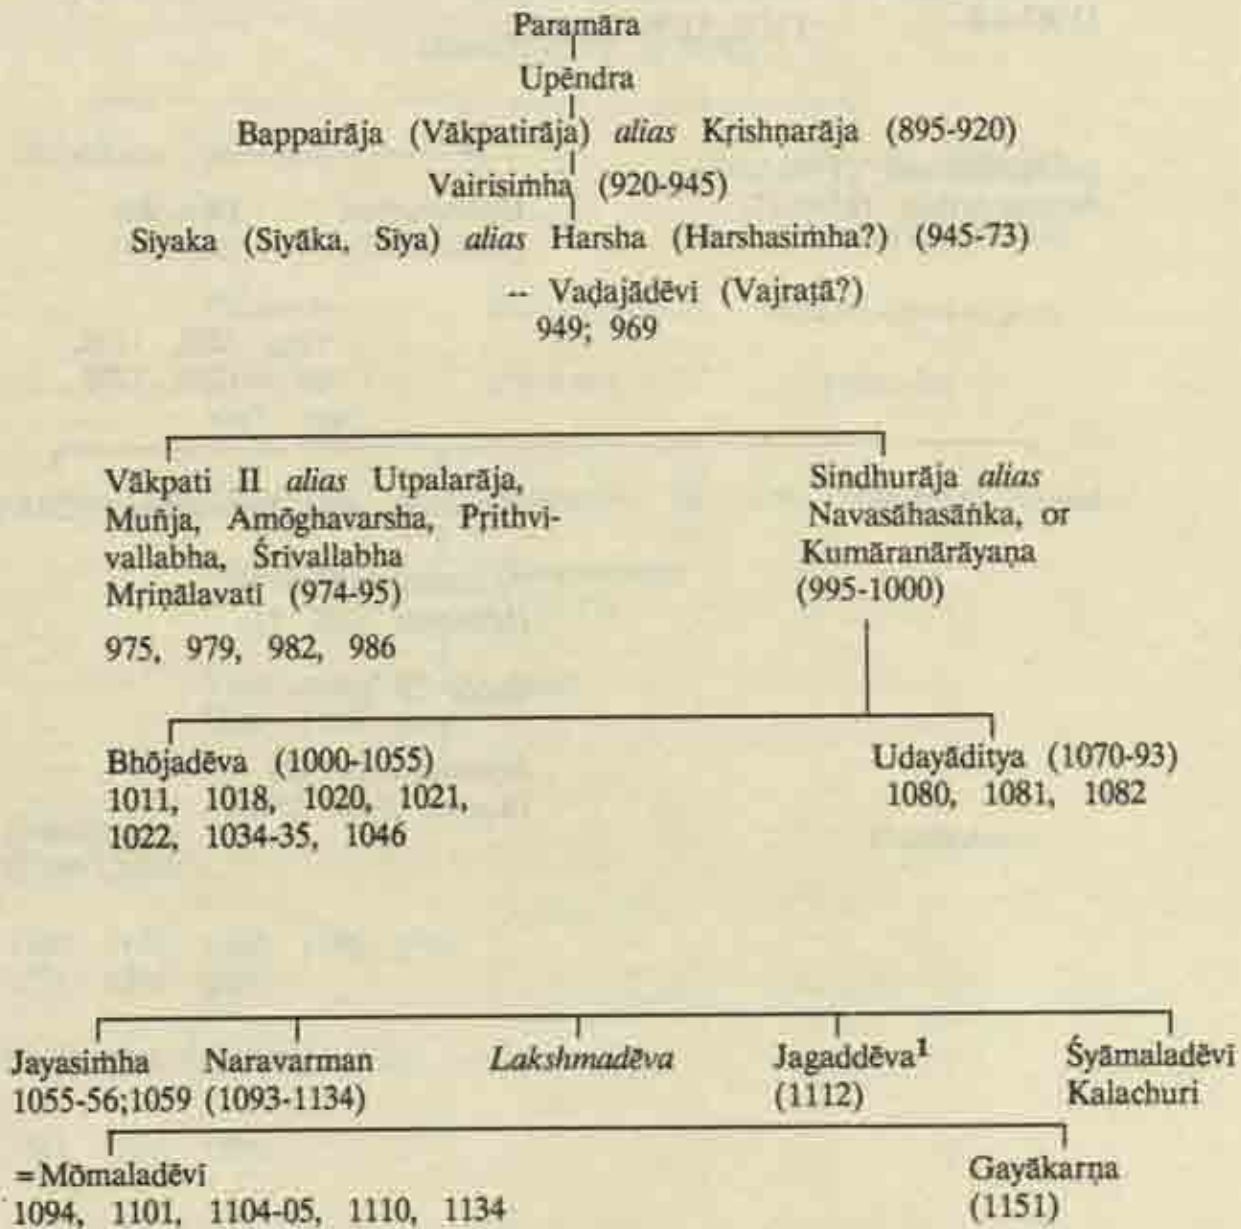 Paramāra
Upēndra
Bappairāja (Vākpatirāja) alias Kṛishṇarāja (895-920)
Vairisiṁha (920-945)
Siyaka (Siyāka, Siya) alias Harsha (Harshasiṁha?) (945-73)
-- Vaḍajādēvi (Vajraṭā?)
949; 969
Vākpati II alias Utpalarāja,
Muñja, Amōghavarsha, Pṛithvi-
vallabha, Śrivallabha
Mṛiṇālavatī (974-95)
975, 979, 982, 986
Sindhurāja alias
Navasāhasāṅka, or
Kumāranārāyaṇa
(995-1000)
Bhōjadēva (1000-1055)
1011, 1018, 1020, 1021,
1022, 1034-35, 1046
Udayāditya (1070-93)
1080, 1081, 1082
Jayasiṁha
1055-56;1059
Naravarman
(1093-1134)
Lakshmadēva
Jagaddēva¹
(1112)
Śyāmaladēvī
Kalachuri
=Mōmaladēvī
1094, 1101, 1104-05, 1110, 1134
Gayākarṇa
(1151)